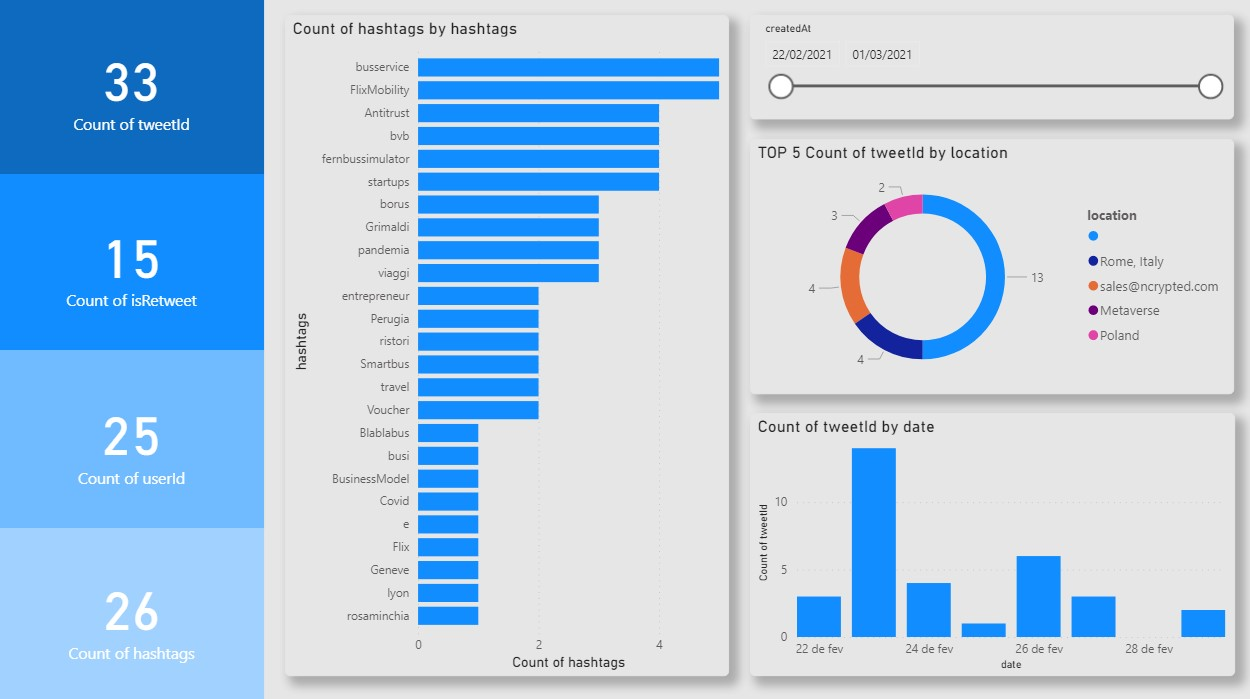 33
Count of tweetId
15
Count of isRetweet
25
Count of userId
26
Count of hashtags
Count of hashtags by hashtags
hashtags
busservice
FlixMobility
Antitrust
bvb
fernbussimulator
startups
borus
Grimaldi
pandemia
viaggi
entrepreneur
Perugia
ristori
Smartbus
travel
Voucher
Blablabus
busi
BusinessModel
Covid
e
Flix
Geneve
lyon
rosaminchia
0 2 4
Count of hashtags
createdAt
22/02/2021 01/03/2021
TOP 5 Count of tweetId by location
2
3
4
4
13
location
Rome, Italy
sales@ncrypted.com
Metaverse
Poland
Count of tweetId by date
Count of tweetId
10
5
0
22 de fev 24 de fev 26 de fev 28 de fev
date